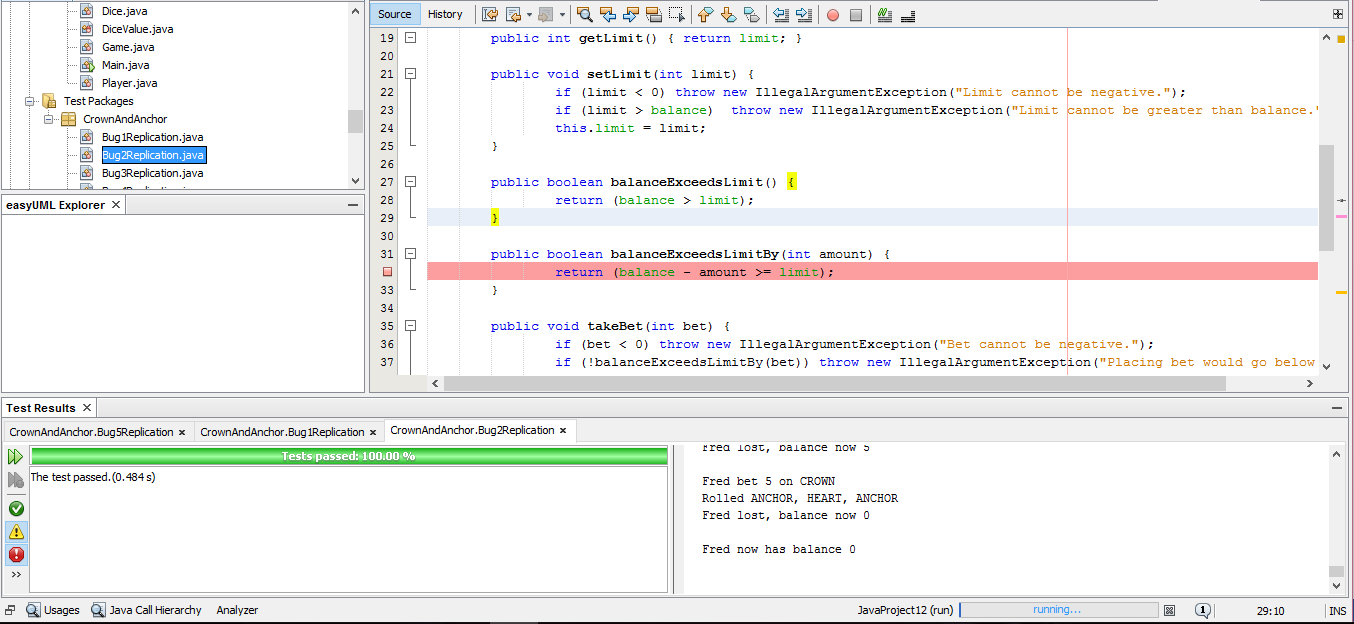 Dice.java
DiceValue.java
Game.java
Main.java
Player.java
Test Packages
CrownAndAnchor
Bug1Replication.java
Bug2Replication.java
Bug3Replication.java
easyUML Explorer
Source History
19 public int getLimit() { return limit; }
20
21 public void setLimit(int limit) {
22 if (limit < 0) throw new IllegalArgumentException("Limit cannot be negative.");
23 if (limit > balance)  throw new IllegalArgumentException("Limit cannot be greater than balance."
24 this.limit = limit;
25 }
26
27 public boolean balanceExceedsLimit() {
28 return (balance > limit);
29 }
30
31 public boolean balanceExceedsLimitBy(int amount) {
return (balance - amount >= limit);
33 }
34
35 public void takeBet(int bet) {
36 if (bet < 0) throw new IllegalArgumentException("Bet cannot be negative.");
37 if (!balanceExceedsLimitBy(bet)) throw new IllegalArgumentException("Placing bet would go below
Test Results
CrownAndAnchor.Bug5Replication CrownAndAnchor.Bug1Replication CrownAndAnchor.Bug2Replication
Tests passed: 100.00 %
The test passed.(0.484 s)
Fred lost, balance now 5
Fred bet 5 on CROWN
Rolled ANCHOR, HEART, ANCHOR
Fred lost, balance now 0
Fred now has balance 0
Usages Java Call Hierarchy Analyzer JavaProject12 (run) running... 1 29:10 INS